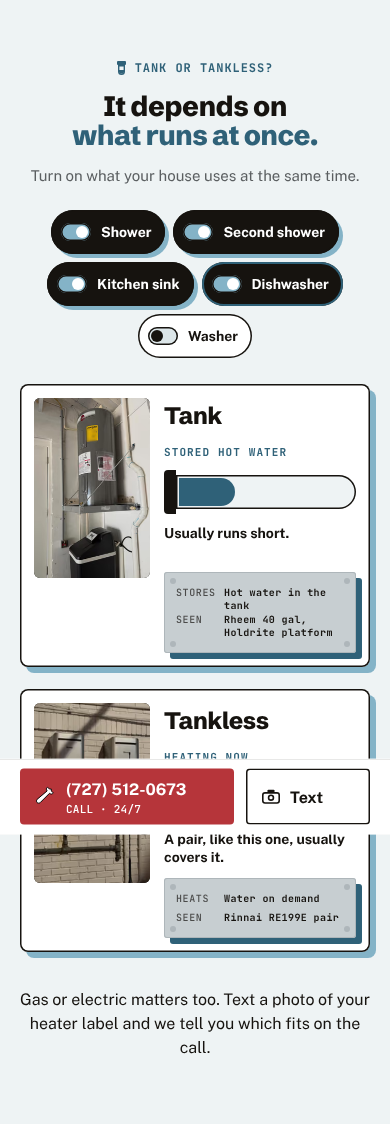 TANK OR TANKLESS?
It depends on
what runs at once.
Turn on what your house uses at the same time.
Shower
Second shower
Kitchen sink
Dishwasher
Washer
Tank
STORED HOT WATER
Usually runs short.
STORES Hot water in the
tank
SEEN Rheem 40 gal,
Holdrite platform
Tankless
HEATING NOW
(727) 512-0673
CALL · 24/7
Text
A pair, like this one, usually
covers it.
HEATS Water on demand
SEEN Rinnai RE199E pair
Gas or electric matters too. Text a photo of your
heater label and we tell you which fits on the
call.